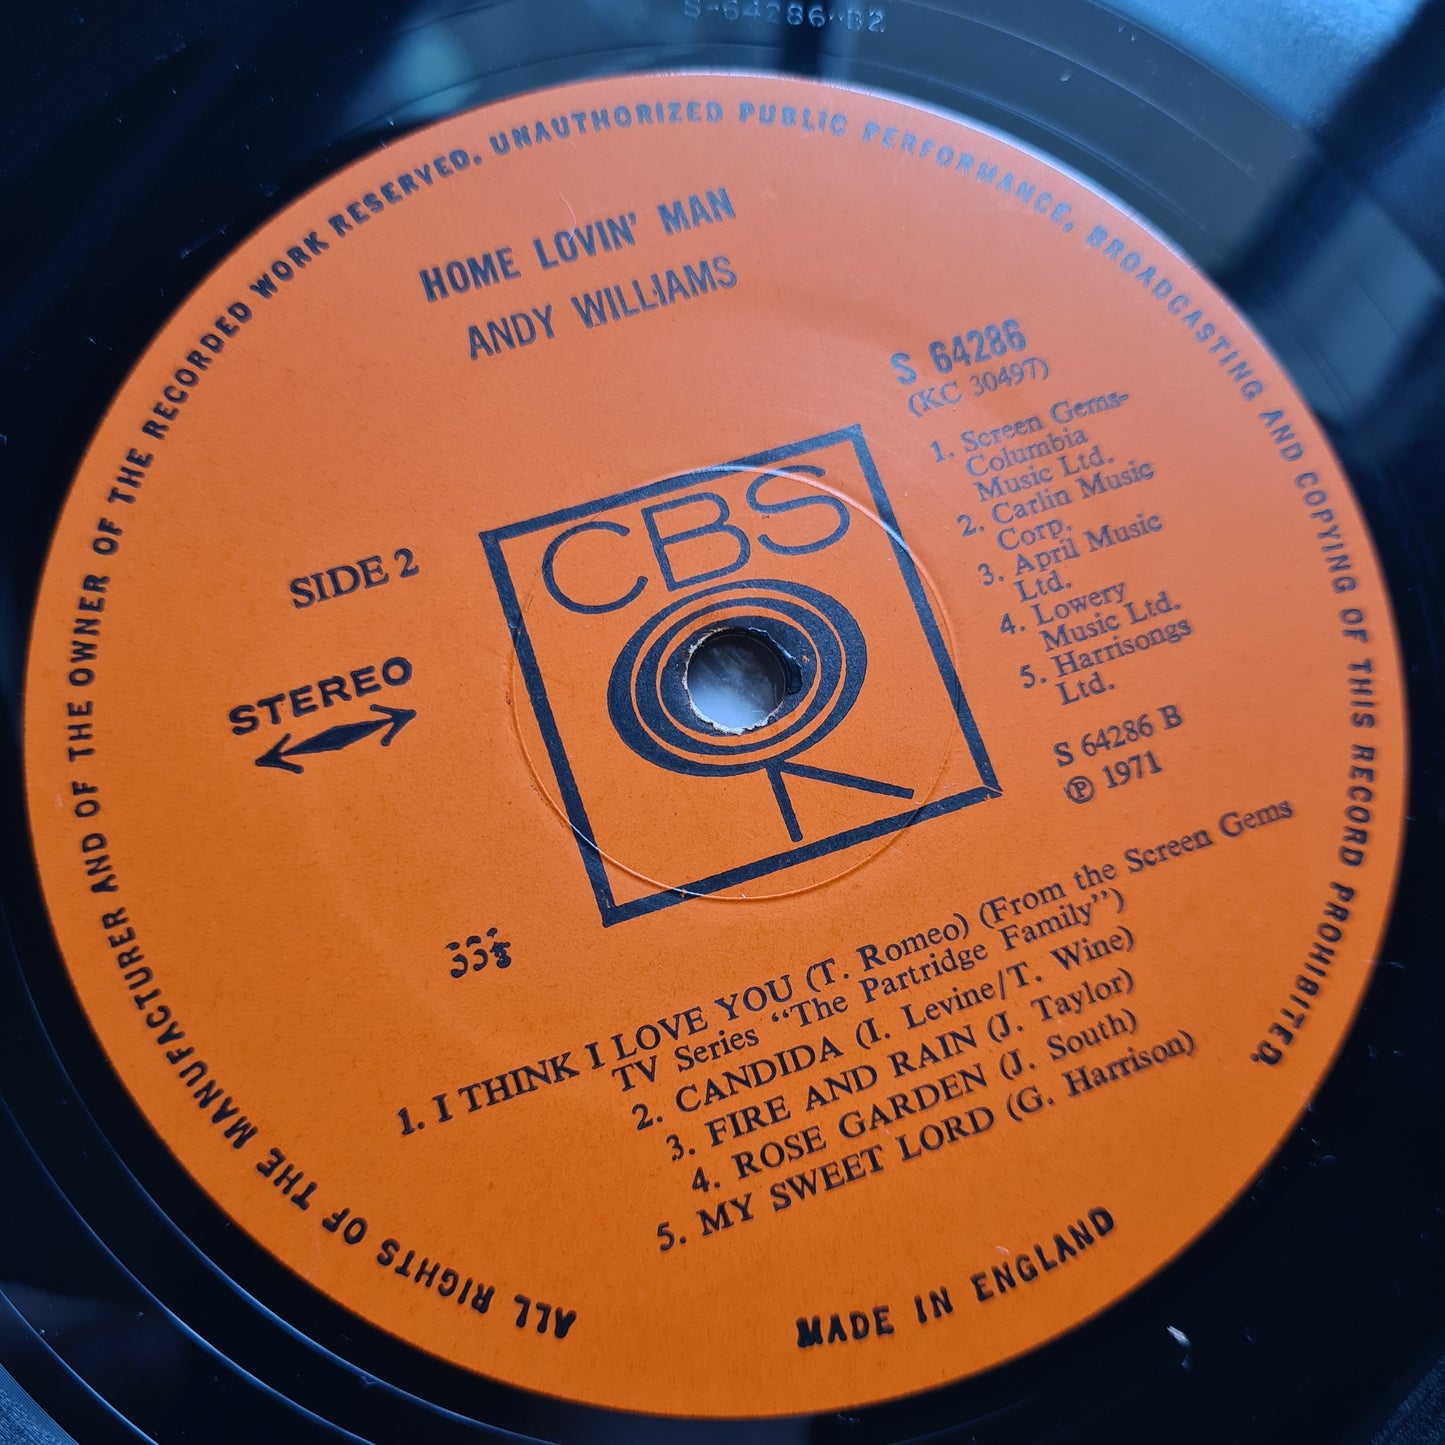 S-64286-B2
ALL RIGHTS OF THE MANUFACTURER AND OF THE OWNER OF THE RECORDED WORK RESERVED. UNAUTHORIZED PUBLIC PERFORMANCE, BROADCASTING AND COPYING OF THIS RECORD PROHIBITED.
HOME LOVIN' MAN
ANDY WILLIAMS
S 64286
(KC 30497)
1. Screen Gems-
Columbia
Music Ltd.
2. Carlin Music
Corp.
3. April Music
Ltd.
4. Lowery
Music Ltd.
5. Harrisongs
Ltd.
S 64286 B
℗ 1971
CBS
SIDE 2
STEREO
33⅓
1. I THINK I LOVE YOU (T. Romeo) (From the Screen Gems
TV Series “The Partridge Family”)
2. CANDIDA (I. Levine/T. Wine)
3. FIRE AND RAIN (J. Taylor)
4. ROSE GARDEN (J. South)
5. MY SWEET LORD (G. Harrison)
MADE IN ENGLAND